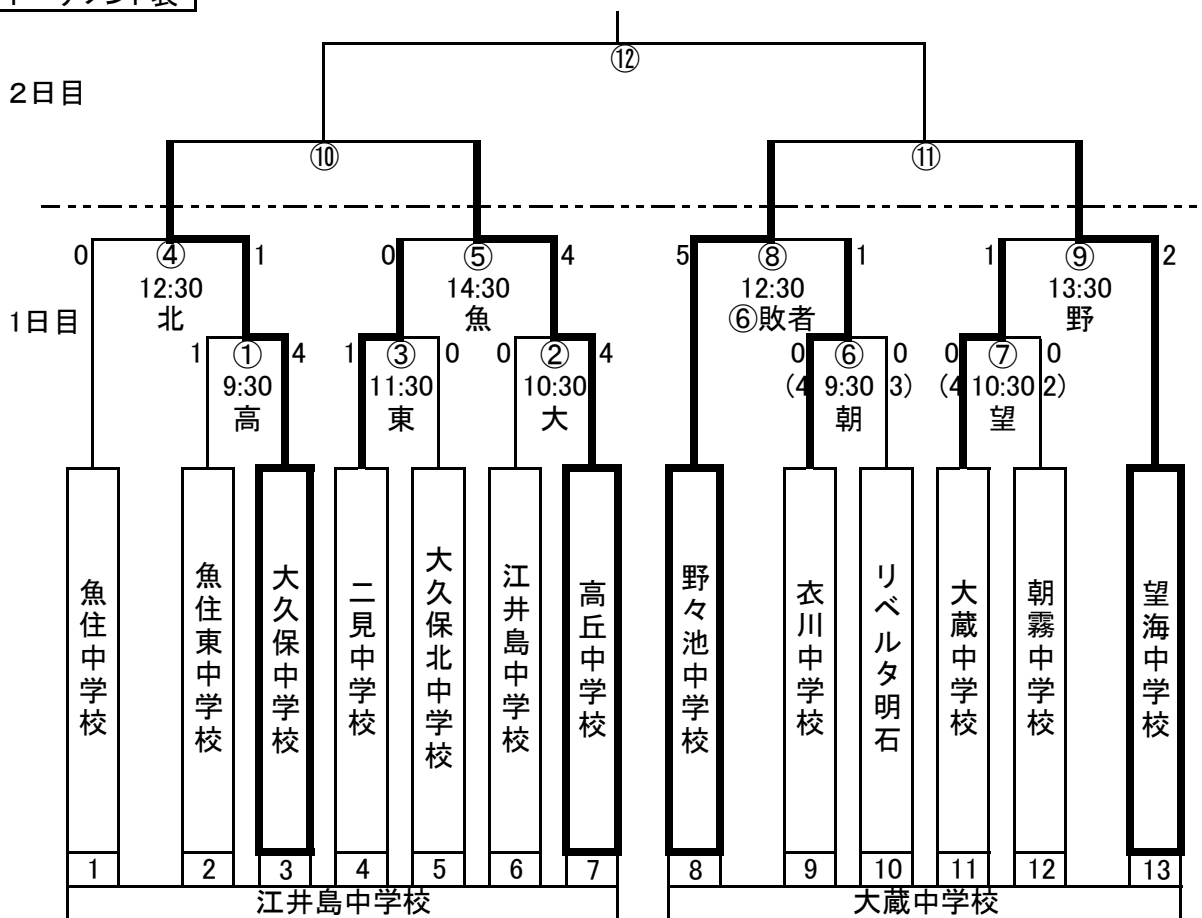 トーナメント表
⑫
2日目
⑩ ⑪
0 ④ 1 0 ⑤ 4 5 ⑧ 1 1 ⑨ 2
12:30 14:30 12:30 13:30
1日目 北 魚 ⑥敗者 野
1 ① 4 1 ③ 0 0 ② 4 0 ⑥ 0 0 ⑦ 0
9:30 11:30 10:30 (4 9:30 3) (4 10:30 2)
高 東 大 朝 望
魚住中学校
魚住東中学校
大久保中学校
二見中学校
大久保北中学校
江井島中学校
高丘中学校
野々池中学校
衣川中学校
リベルタ明石
大蔵中学校
朝霧中学校
望海中学校
1 2 3 4 5 6 7 8 9 10 11 12 13
江井島中学校 大蔵中学校